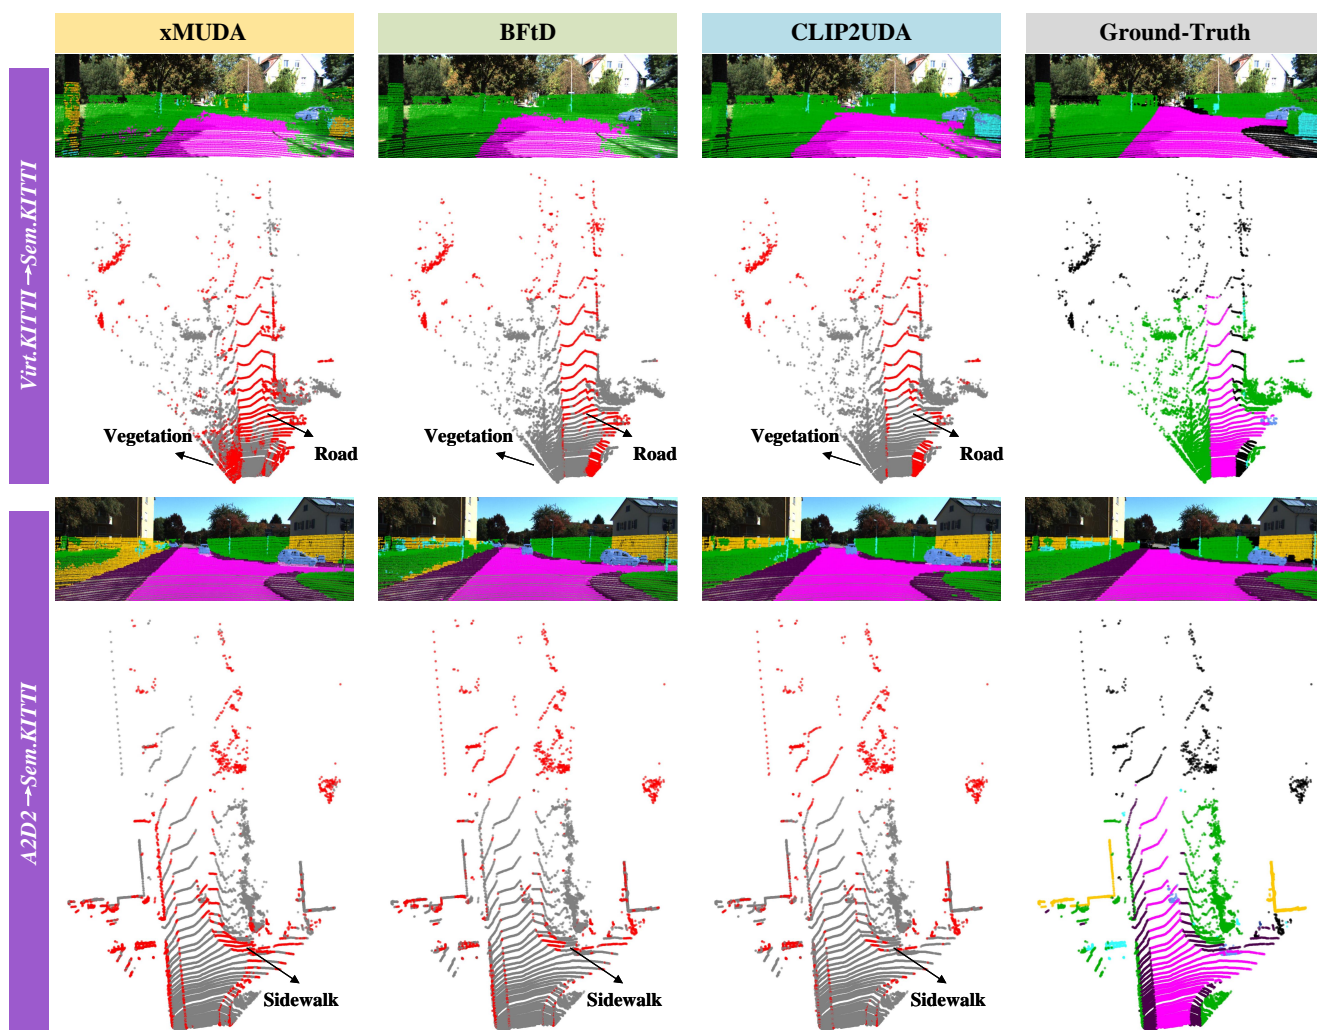 xMUDA
BFtD
CLIP2UDA
Ground-Truth
Virt.KITTI→Sem.KITTI
Vegetation
Road
Vegetation
Road
Vegetation
Road
A2D2→Sem.KITTI
Sidewalk
Sidewalk
Sidewalk